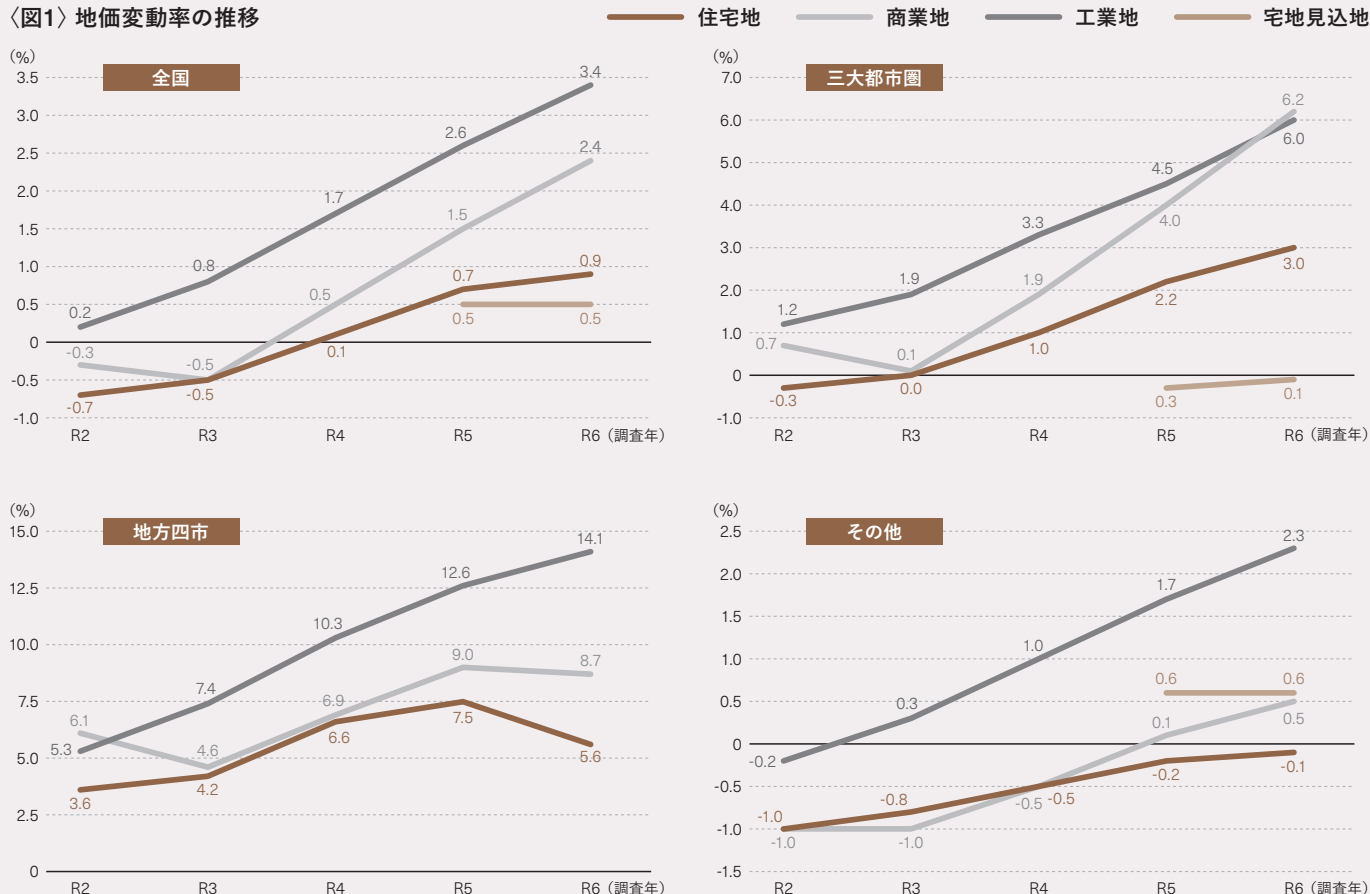 〈図1〉地価変動率の推移
住宅地 商業地 工業地 宅地見込地
(%)
全国
3.5
3.0
2.5
2.0
1.5
1.0
0.5
0
-0.5
-1.0
0.2 0.8 1.7 2.6 3.4
-0.3 -0.5 0.5 1.5 2.4
-0.7 -0.5 0.1 0.7 0.9
0.5 0.5
R2 R3 R4 R5 R6(調査年)
(%)
三大都市圏
7.0
6.0
5.0
4.0
3.0
2.0
1.0
0
-1.0
1.2 1.9 3.3 4.5 6.0
0.7 0.1 1.9 4.0 6.2
-0.3 0.0 1.0 2.2 3.0
0.3 0.1
R2 R3 R4 R5 R6(調査年)
(%)
地方四市
15.0
12.5
10.0
7.5
5.0
2.5
0
5.3 7.4 10.3 12.6 14.1
6.1 4.6 6.9 9.0 8.7
3.6 4.2 6.6 7.5 5.6
R2 R3 R4 R5 R6(調査年)
(%)
その他
2.5
2.0
1.5
1.0
0.5
0
-0.5
-1.0
-1.5
-0.2 0.3 1.0 1.7 2.3
0.6 0.6
-1.0 -1.0 -0.5 0.1 0.5
-1.0 -0.8 -0.5 -0.2 -0.1
R2 R3 R4 R5 R6(調査年)